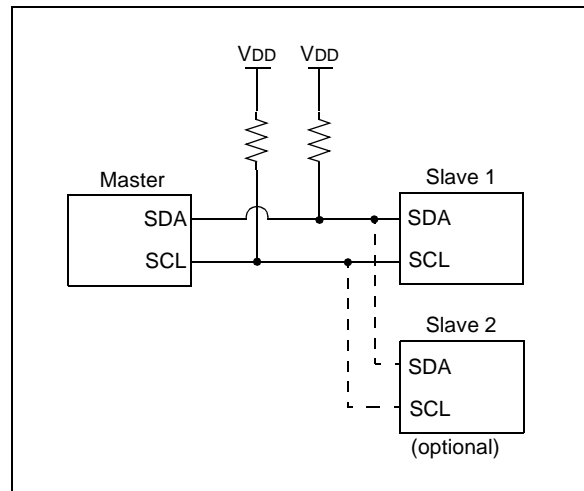 VDD VDD
Master
SDA
SCL
Slave 1
SDA
SCL
Slave 2
SDA
SCL
(optional)